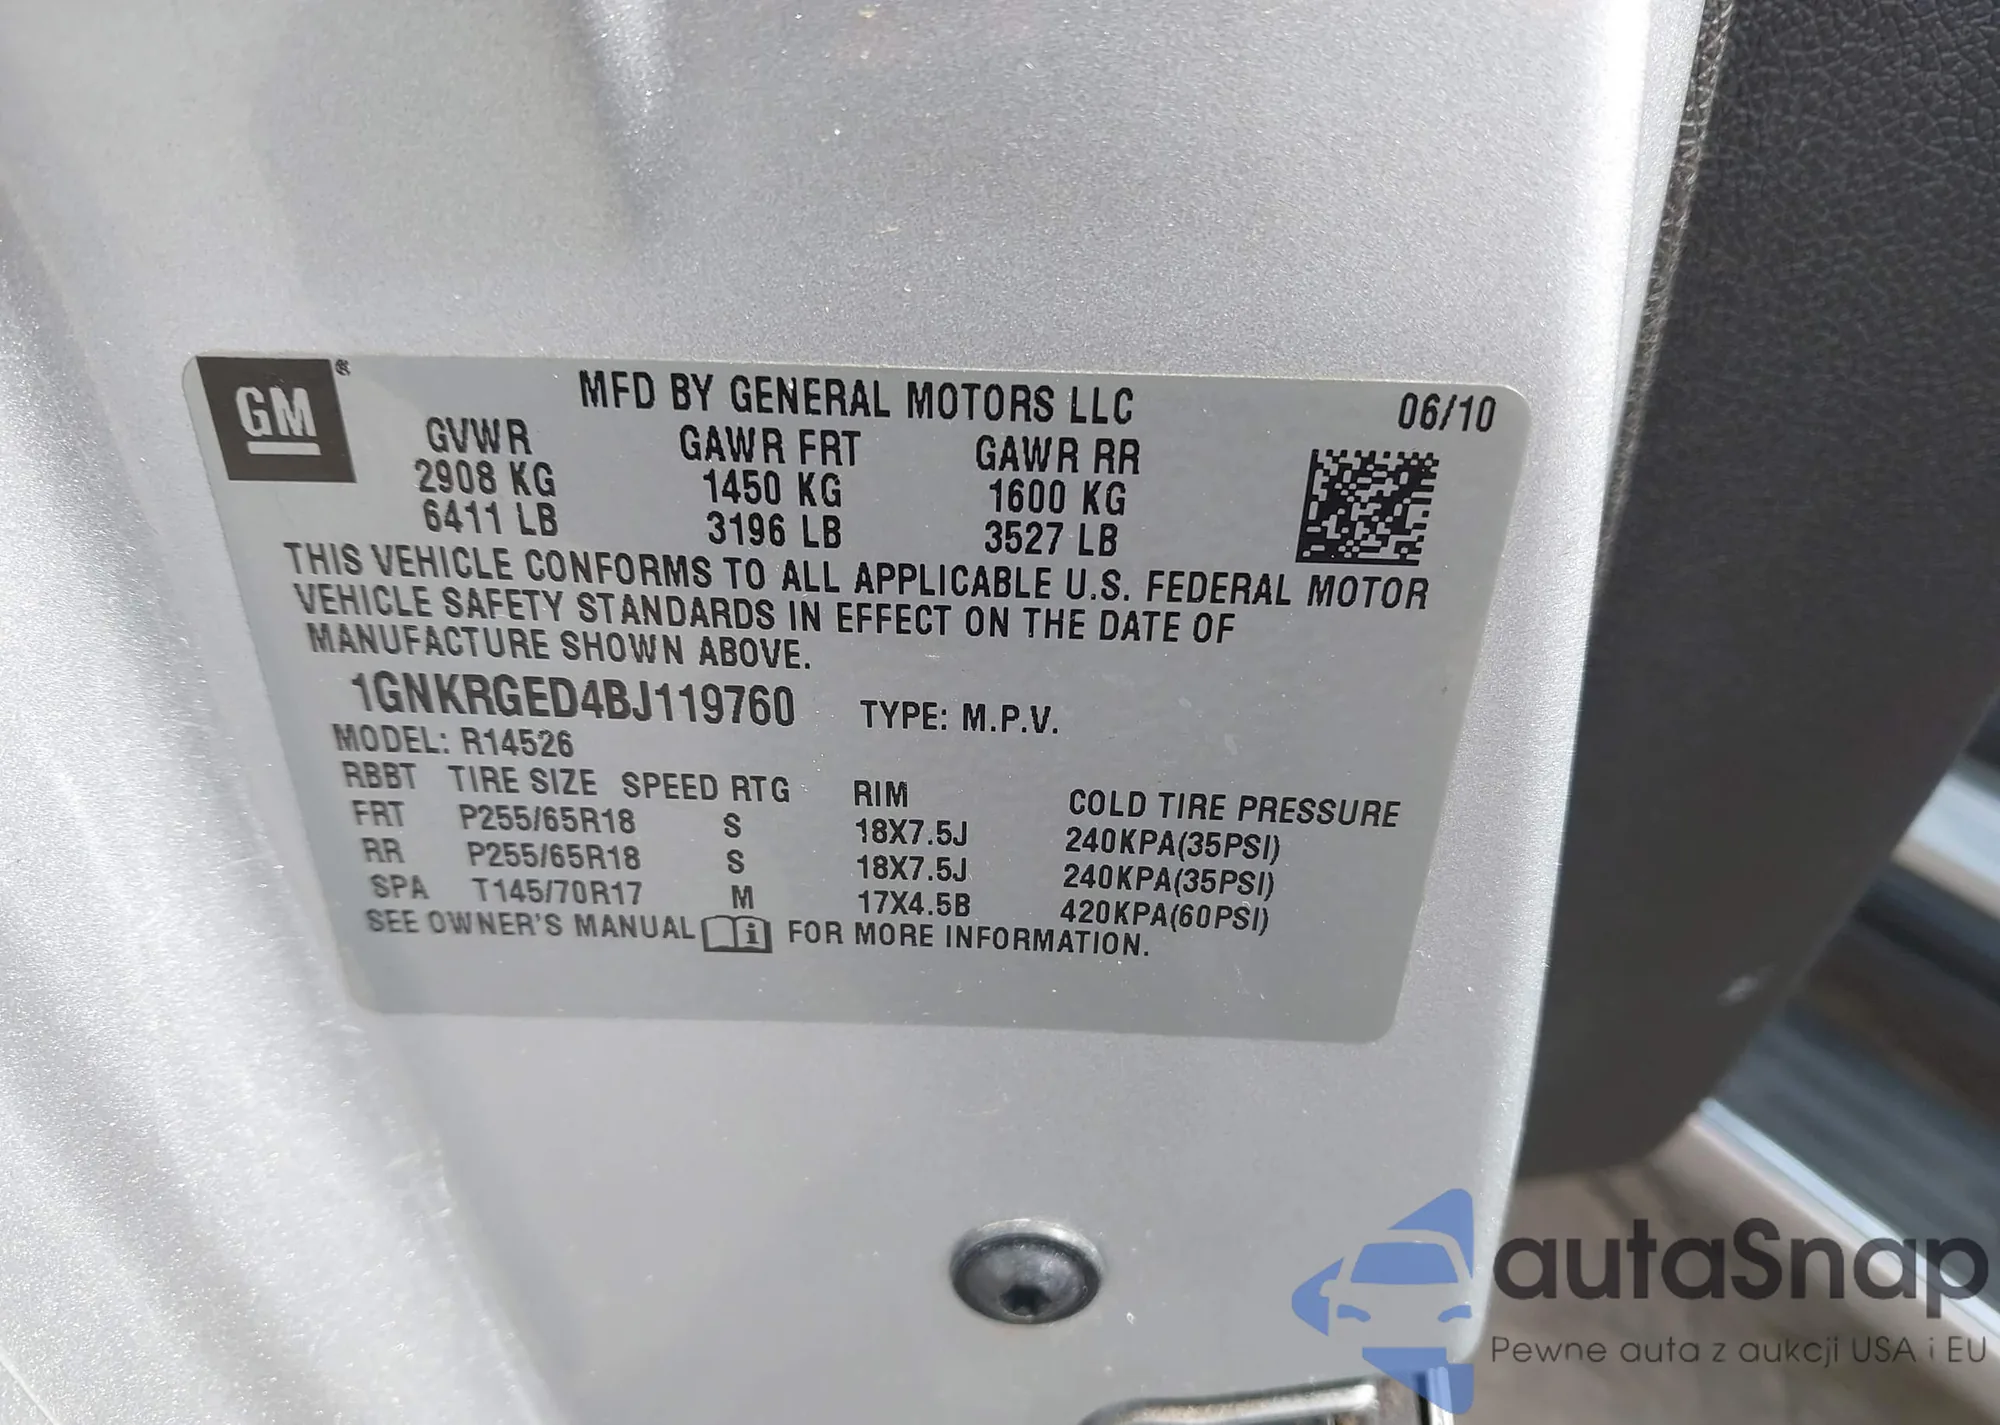 GM®
MFD BY GENERAL MOTORS LLC 06/10
GVWR GAWR FRT GAWR RR
2908 KG 1450 KG 1600 KG
6411 LB 3196 LB 3527 LB
THIS VEHICLE CONFORMS TO ALL APPLICABLE U.S. FEDERAL MOTOR
VEHICLE SAFETY STANDARDS IN EFFECT ON THE DATE OF
MANUFACTURE SHOWN ABOVE.
1GNKRGED4BJ119760 TYPE: M.P.V.
MODEL: R14526
RBBT TIRE SIZE SPEED RTG RIM COLD TIRE PRESSURE
FRT P255/65R18 S 18X7.5J 240KPA(35PSI)
RR P255/65R18 S 18X7.5J 240KPA(35PSI)
SPA T145/70R17 M 17X4.5B 420KPA(60PSI)
SEE OWNER'S MANUAL i FOR MORE INFORMATION.
autaSnap
Pewne auta z aukcji USA i EU